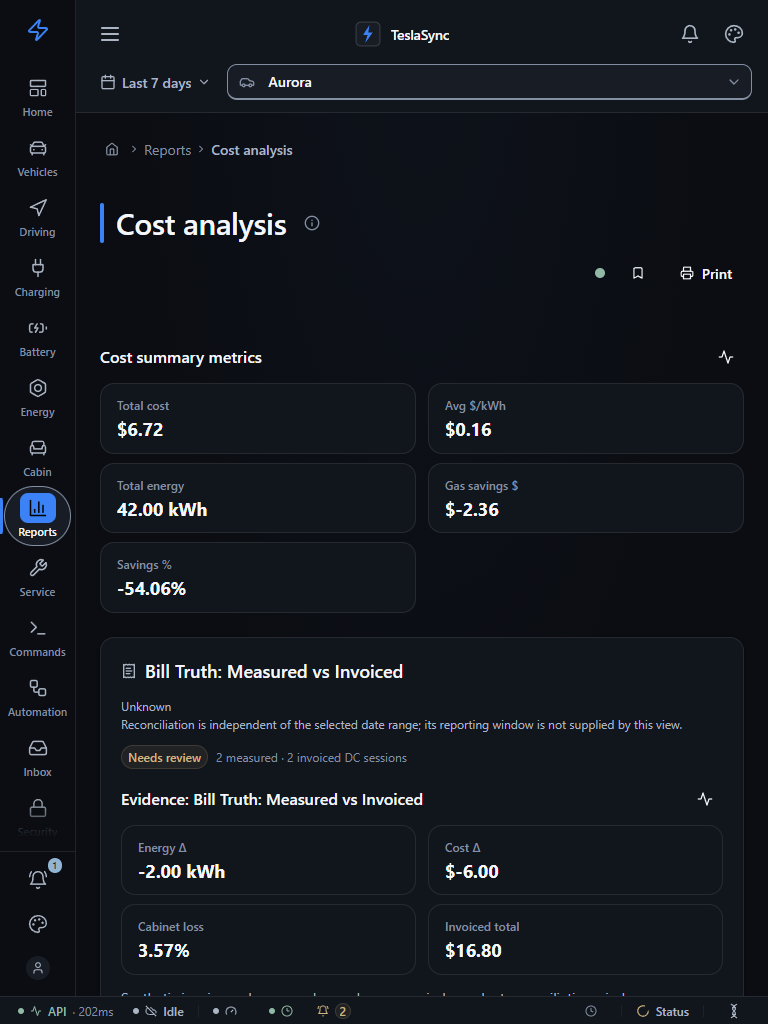 TeslaSync
Last 7 days
Aurora
Home
Vehicles
Driving
Charging
Battery
Energy
Cabin
Reports
Service
Commands
Automation
Inbox
Security
1
Reports
Cost analysis
Cost analysis
Print
Cost summary metrics
Total cost
$6.72
Avg $/kWh
$0.16
Total energy
42.00 kWh
Gas savings $
$-2.36
Savings %
-54.06%
Bill Truth: Measured vs Invoiced
Unknown
Reconciliation is independent of the selected date range; its reporting window is not supplied by this view.
Needs review
2 measured · 2 invoiced DC sessions
Evidence: Bill Truth: Measured vs Invoiced
Energy Δ
-2.00 kWh
Cost Δ
$-6.00
Cabinet loss
3.57%
Invoiced total
$16.80
API · 202ms
Idle
2
Status